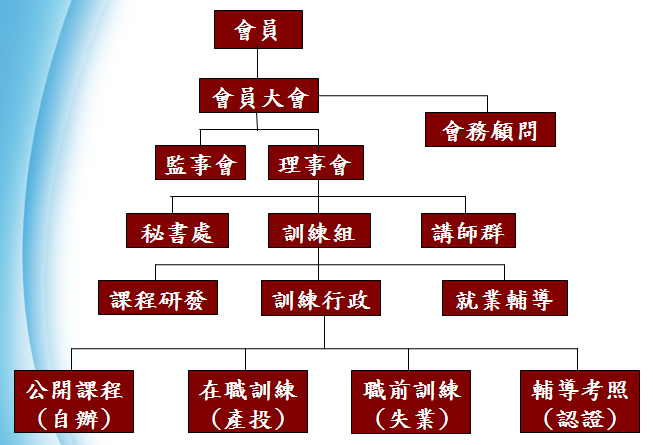 會員
會員大會
會務顧問
監事會
理事會
秘書處
訓練組
講師群
課程研發
訓練行政
就業輔導
公開課程
（自辦）
在職訓練
（產投）
職前訓練
（失業）
輔導考照
（認證）